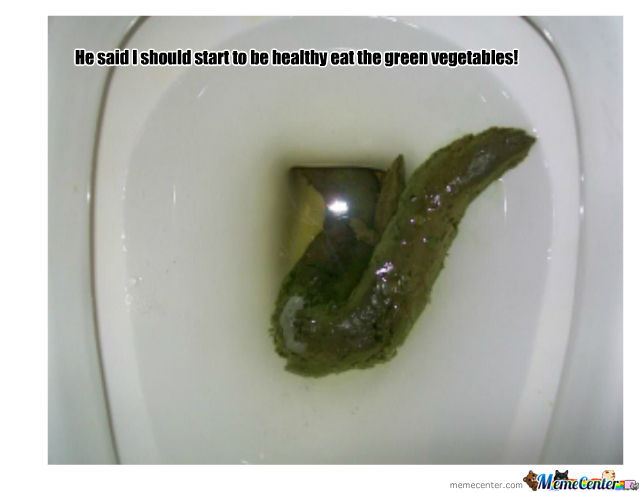 He said I should start to be healthy eat the green vegetables!
memecenter.com MemeCenter